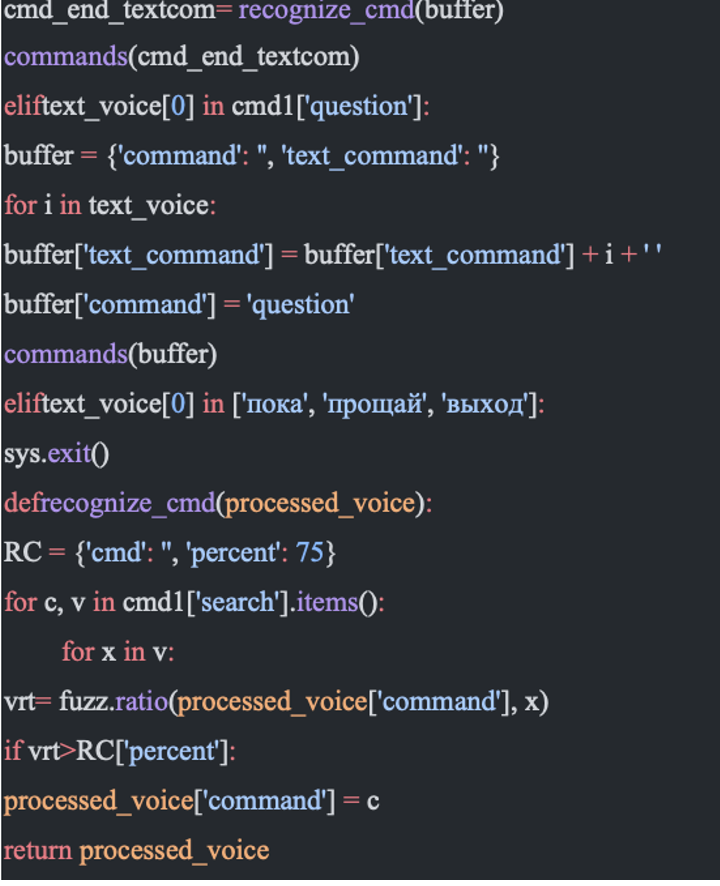 cmd_end_textcom= recognize_cmd(buffer)
commands(cmd_end_textcom)
eliftext_voice[0] in cmd1['question']:
buffer = {'command': '', 'text_command': ''}
for i in text_voice:
buffer['text_command'] = buffer['text_command'] + i + ' '
buffer['command'] = 'question'
commands(buffer)
eliftext_voice[0] in ['пока', 'прощай', 'выход']:
sys.exit()
defrecognize_cmd(processed_voice):
RC = {'cmd': '', 'percent': 75}
for c, v in cmd1['search'].items():
for x in v:
vrt= fuzz.ratio(processed_voice['command'], x)
if vrt>RC['percent']:
processed_voice['command'] = c
return processed_voice